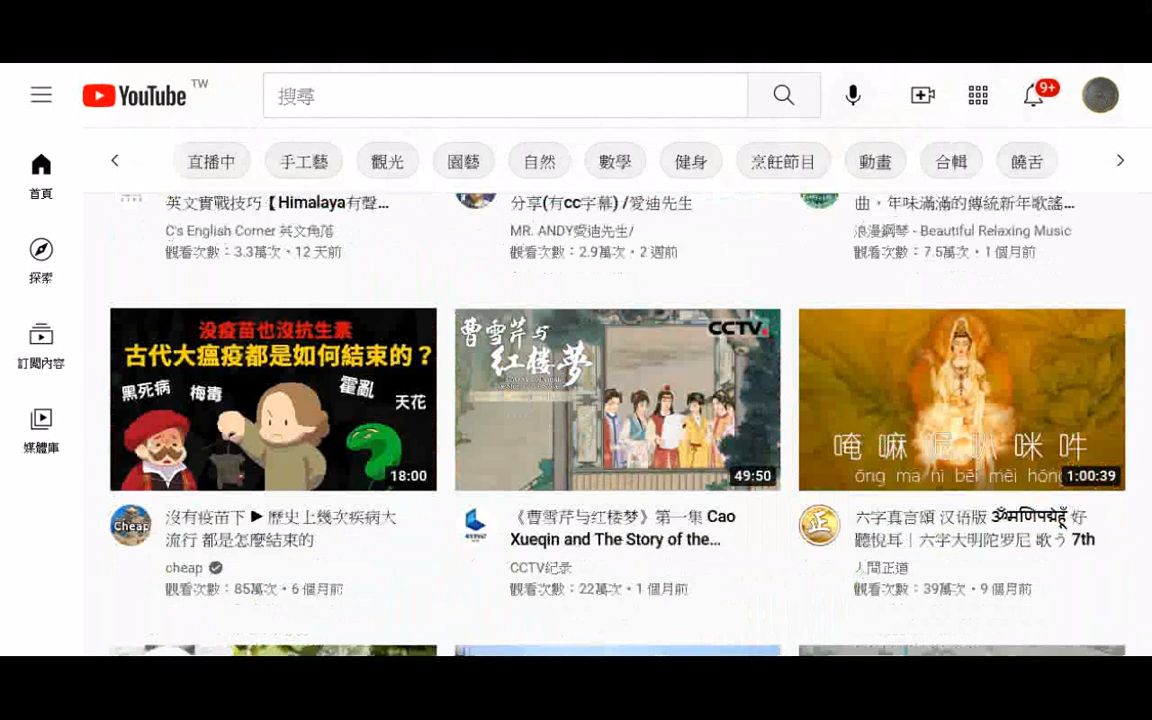 YouTube TW
搜尋
9+
直播中 手工藝 觀光 園藝 自然 數學 健身 烹飪節目 動畫 合輯 饒舌
首頁
探索
訂閱內容
媒體庫
英文實戰技巧【Himalaya有聲...
C's English Corner 英文角落
觀看次數：3.3萬次・12 天前
分享(有cc字幕) /愛迪先生
MR. ANDY愛迪先生/
觀看次數：2.9萬次・2 週前
曲，年味滿滿的傳統新年歌謠...
浪漫鋼琴 - Beautiful Relaxing Music
觀看次數：7.5萬次・1 個月前
没疫苗也沒抗生素
古代大瘟疫都是如何結束的？
黑死病 梅毒 霍亂 天花
18:00
Cheap
沒有疫苗下 ▶ 歷史上幾次疾病大
流行 都是怎麼結束的
cheap
觀看次數：85萬次・6 個月前
曹雪芹与
红楼梦
CCTV.
49:50
《曹雪芹与红楼梦》第一集 Cao
Xueqin and The Story of the...
CCTV纪录
觀看次數：22萬次・1 個月前
唵 嘛 呢 叭 咪 吽
ōng ma nì bēi mēi hōng
1:00:39
正
六字真言頌 汉语版 ॐमणिपद्मेहूँ 好
聽悅耳｜六字大明陀罗尼 歌う 7th
人間正道
觀看次數：39萬次・9 個月前